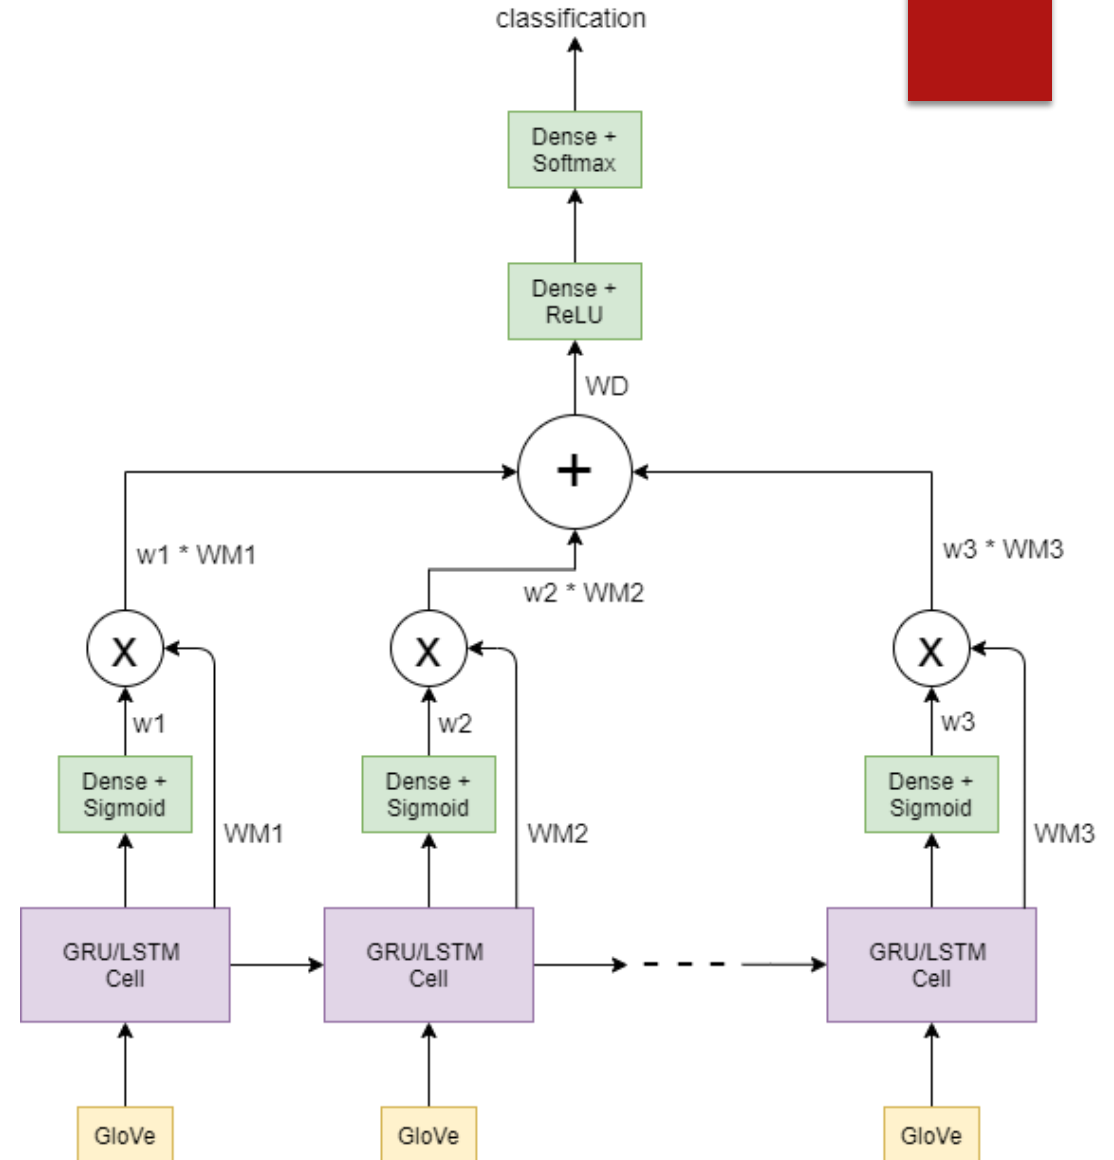 classification
Dense +
Softmax
Dense +
ReLU
WD
+
w1 * WM1
w2 * WM2
w3 * WM3
X
X
X
w1
w2
w3
Dense +
Sigmoid
Dense +
Sigmoid
Dense +
Sigmoid
WM1
WM2
WM3
GRU/LSTM
Cell
GRU/LSTM
Cell
GRU/LSTM
Cell
GloVe
GloVe
GloVe